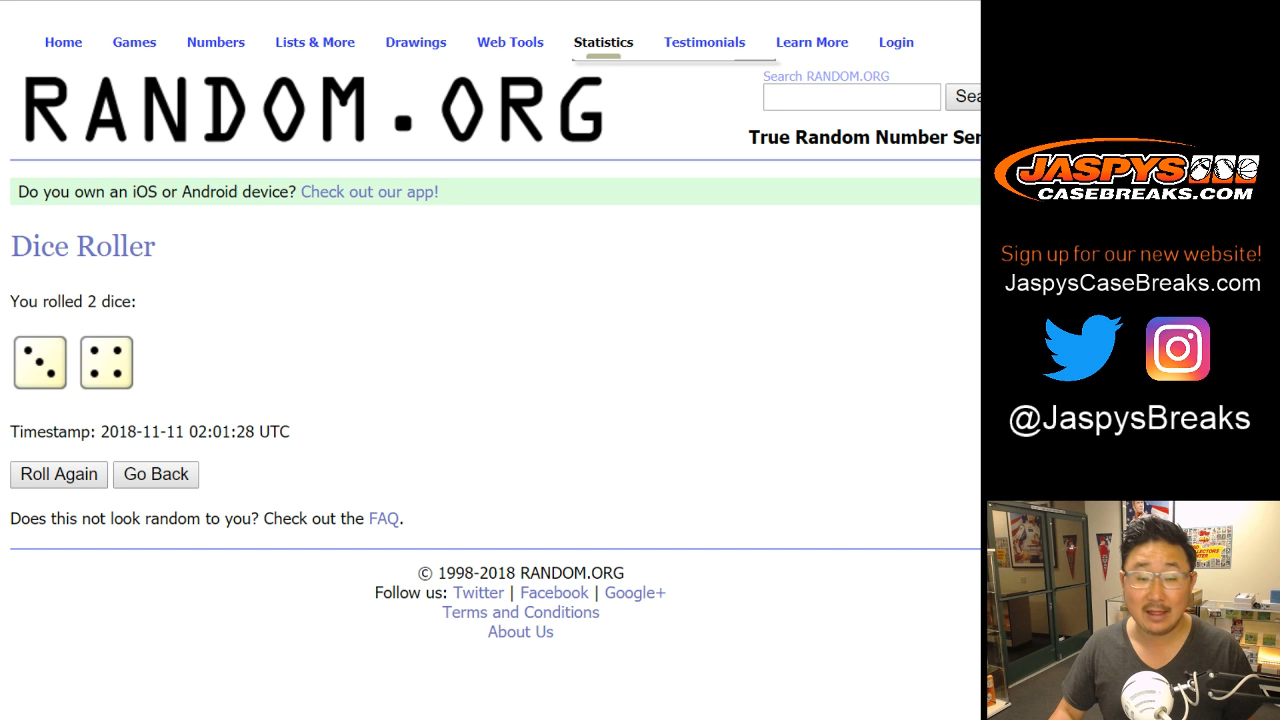 Home Games Numbers Lists & More Drawings Web Tools Statistics Testimonials Learn More Login
RANDOM.ORG
Search RANDOM.ORG
Sea
True Random Number Ser
Do you own an iOS or Android device? Check out our app!
Dice Roller
You rolled 2 dice:
Timestamp: 2018-11-11 02:01:28 UTC
Roll Again Go Back
Does this not look random to you? Check out the FAQ.
© 1998-2018 RANDOM.ORG
Follow us: Twitter | Facebook | Google+
Terms and Conditions
About Us
JASPYS
CASEBREAKS.COM
Sign up for our new website!
JaspysCaseBreaks.com
@JaspysBreaks